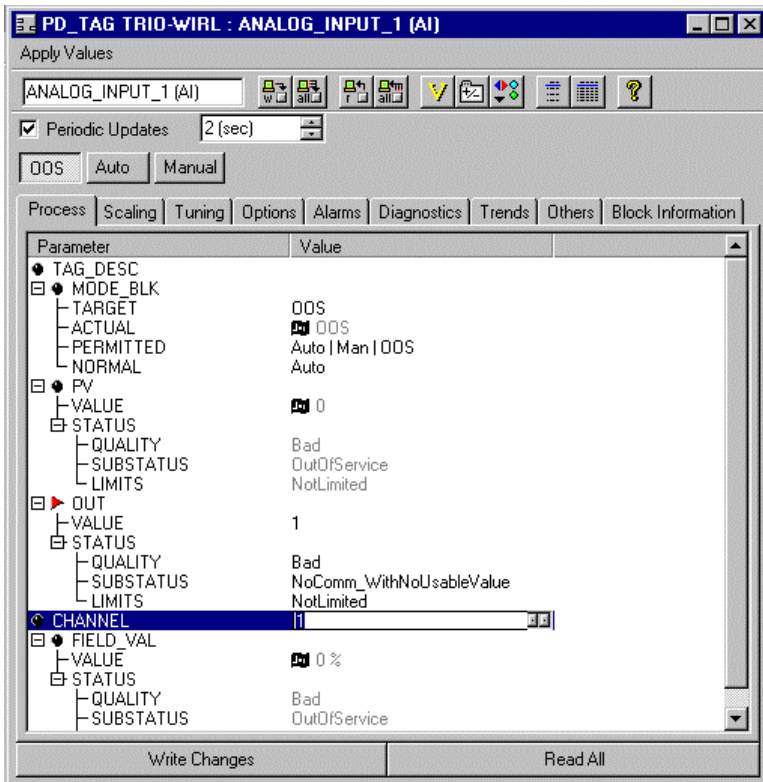 PD_TAG TRIO-WIRL : ANALOG_INPUT_1 (AI)
Apply Values
ANALOG_INPUT_1 (AI) w all r all ?
Periodic Updates 2 (sec)
OOS Auto Manual
Process Scaling Tuning Options Alarms Diagnostics Trends Others Block Information
Parameter Value
TAG_DESC
MODE_BLK
TARGET OOS
ACTUAL OOS
PERMITTED Auto | Man | OOS
NORMAL Auto
PV
VALUE 0
STATUS
QUALITY Bad
SUBSTATUS OutOfService
LIMITS NotLimited
OUT
VALUE 1
STATUS
QUALITY Bad
SUBSTATUS NoComm_WithNoUsableValue
LIMITS NotLimited
CHANNEL 1
FIELD_VAL
VALUE 0 %
STATUS
QUALITY Bad
SUBSTATUS OutOfService
Write Changes Read All